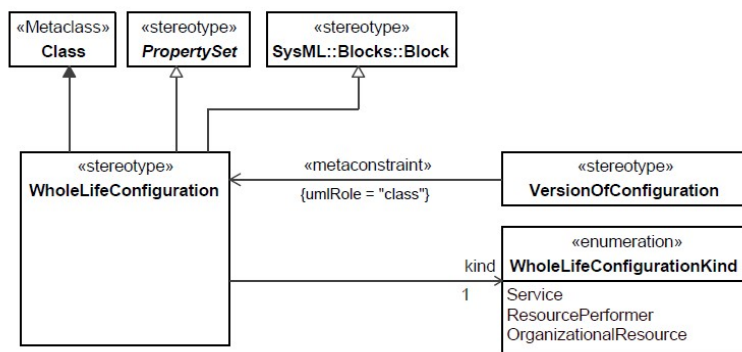 «Metaclass»
Class
«stereotype»
PropertySet
«stereotype»
SysML::Blocks::Block
«stereotype»
WholeLifeConfiguration
«metaconstraint»
{umlRole = "class"}
«stereotype»
VersionOfConfiguration
kind
1
«enumeration»
WholeLifeConfigurationKind
Service
ResourcePerformer
OrganizationalResource